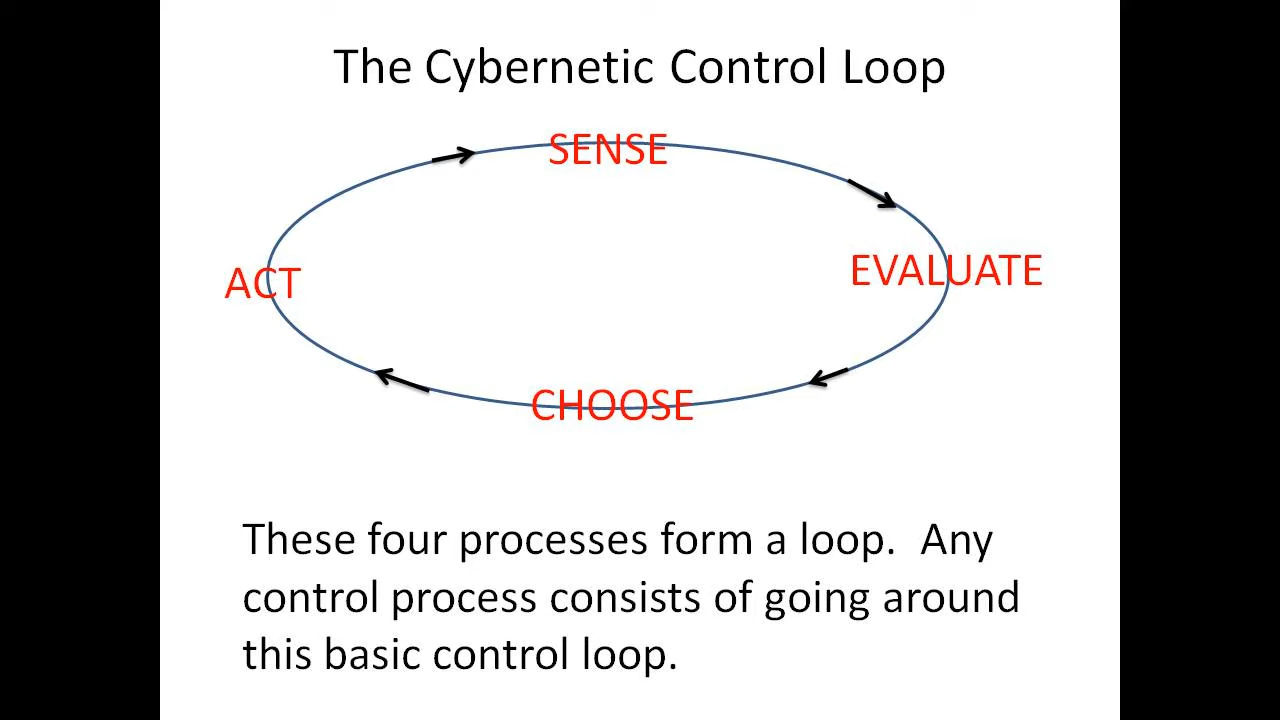 The Cybernetic Control Loop
SENSE
EVALUATE
ACT
CHOOSE
These four processes form a loop.  Any
control process consists of going around
this basic control loop.